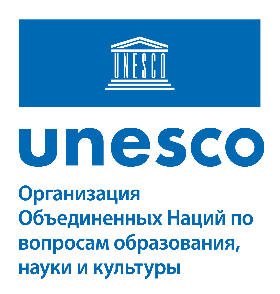 UNESCO
unesco
Организация
Объединенных Наций по
вопросам образования,
науки и культуры